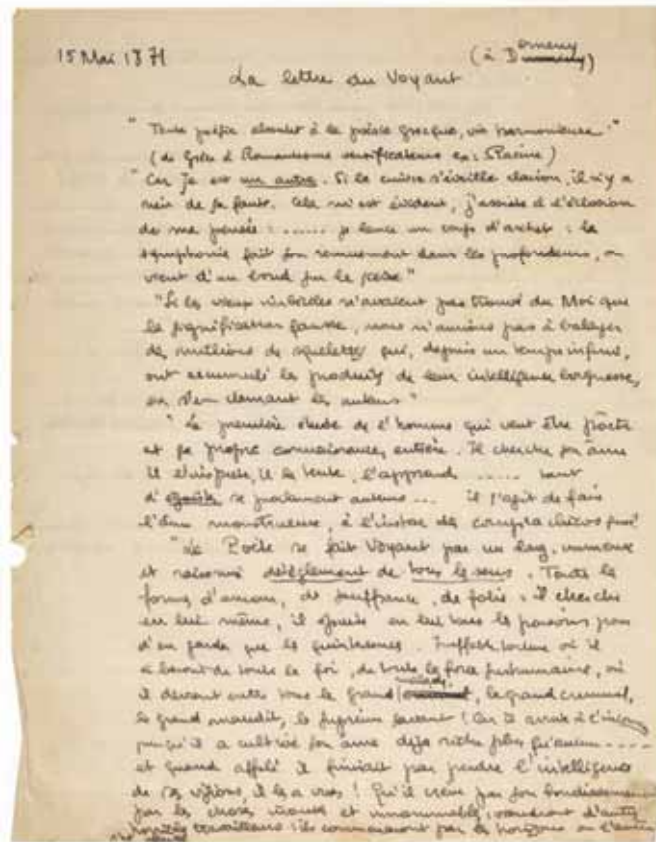 15 Mai 1871
(à Demeny)
La lettre du Voyant
" Toute poésie aboutit à la poésie grecque, vie harmonieuse."
(de Grèce à Romantisme versificateurs ex: Racine)
" Car Je est un autre. Si le cuivre s'éveille clairon, il n'y a
rien de sa faute. Cela m'est évident, j'assiste à l'éclosion
de ma pensée : ...... je lance un coup d'archet : la
symphonie fait son remuement dans les profondeurs, ou
vient d'un bond sur la scène"
"Si les vieux imbéciles n'avaient pas trouvé du Moi que
la signification fausse, nous n'aurions pas à balayer
des millions de squelettes qui, depuis un temps infini,
ont accumulé les produits de leur intelligence borgnesse,
en s'en clamant les auteurs"
" La première étude de l'homme qui veut être poète
est sa propre connaissance, entière. Il cherche son âme
il l'inspecte, il la tente, l'apprend ..... tant
d' se proclament auteurs ... il s'agit de faire
l'âme monstrueuse, à l'instar des comprachicos
"Le Poète se fait Voyant par un long, immense
et raisonné dérèglement de tous les sens. Toutes les
formes d'amour, de souffrance, de folie : il cherche
en lui même, il épuise en lui tous les poisons pour
n'en garder que les quintessences. Ineffable torture où il
a besoin de toute la foi, de toute la force surhumaine, où
il devient entre tous le grand malade, le grand criminel,
le grand maudit, le suprême savant ! Car il arrive à l'inconnu
puisqu'il a cultivé son âme déjà riche plus qu'aucun ----
et quand affolé il finirait par perdre l'intelligence
de ses visions, il les a vues ! Qu'il crève par son bondissement
par les choses inouïes et innommables, viendront d'autres
horribles travailleurs : ils commenceront par les horizons où l'autre